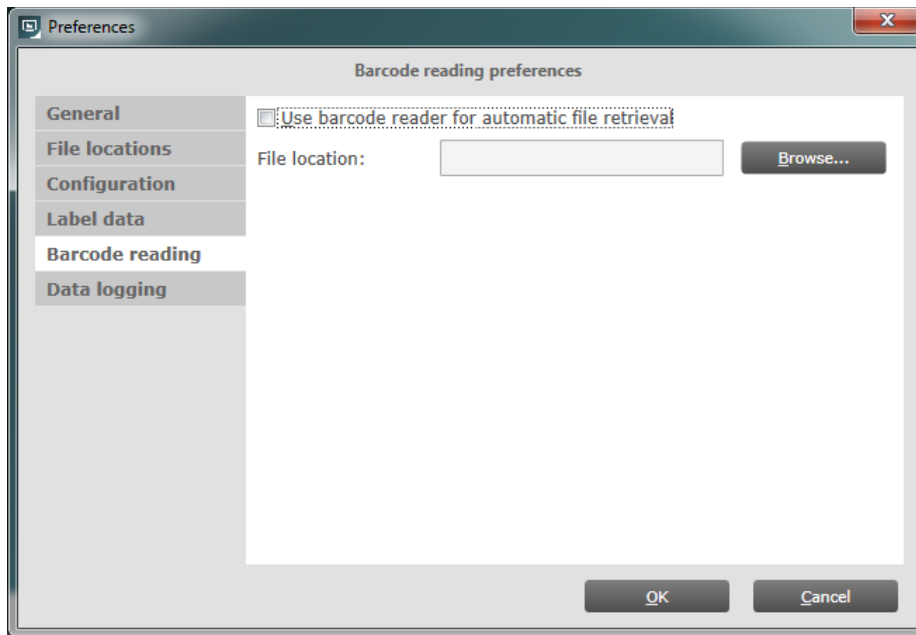 Preferences
Barcode reading preferences
General
File locations
Configuration
Label data
Barcode reading
Data logging
Use barcode reader for automatic file retrieval
File location:
Browse...
OK
Cancel